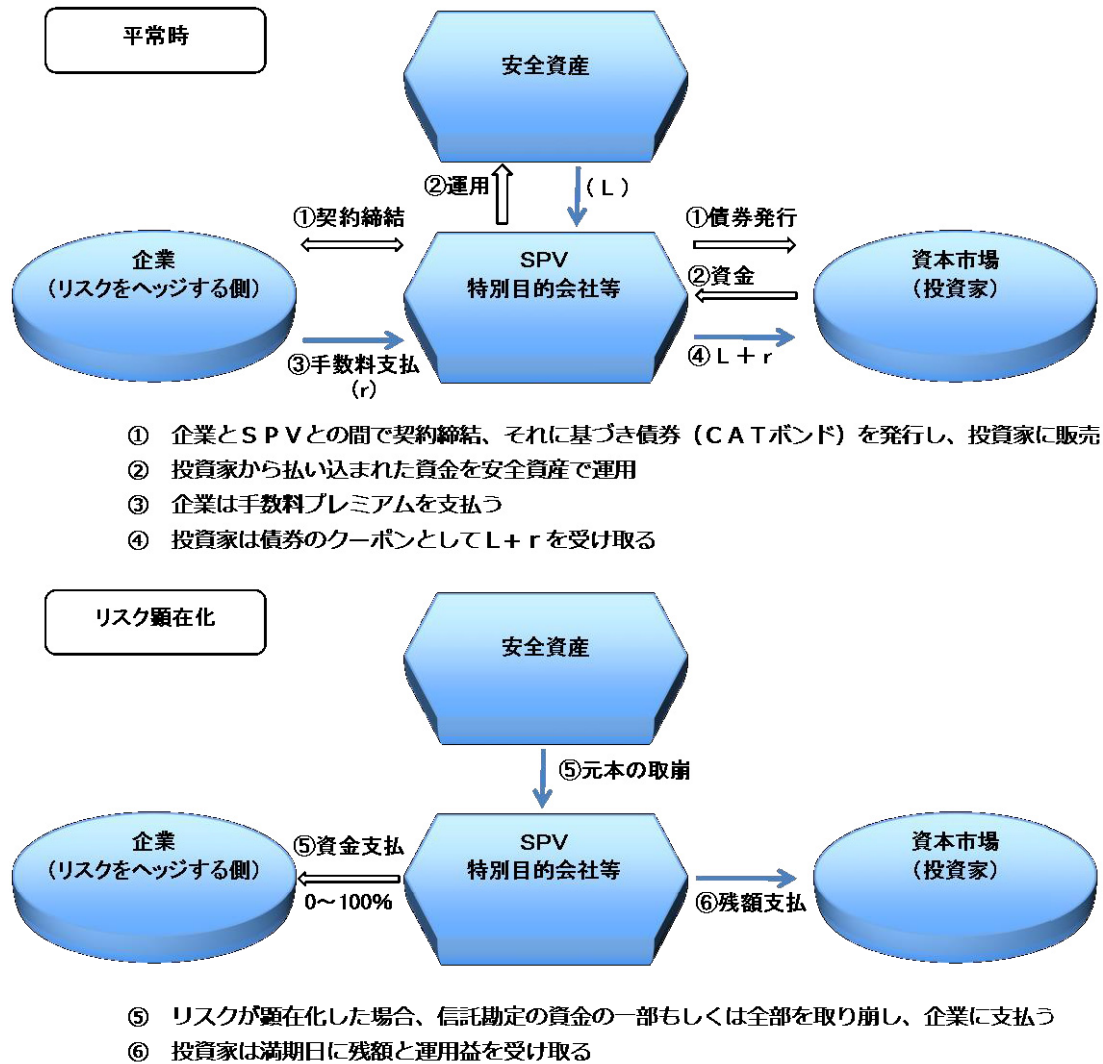 平常時
安全資産
②運用
(L)
①契約締結
①債券発行
企業
(リスクをヘッジする側)
SPV
特別目的会社等
②資金
資本市場
(投資家)
③手数料支払
(r)
④L+r
① 企業とSPVとの間で契約締結、それに基づき債券(CATボンド)を発行し、投資家に販売
② 投資家から払い込まれた資金を安全資産で運用
③ 企業は手数料プレミアムを支払う
④ 投資家は債券のクーポンとしてL+rを受け取る
リスク顕在化
安全資産
⑤元本の取崩
企業
(リスクをヘッジする側)
⑤資金支払
0~100%
SPV
特別目的会社等
⑥残額支払
資本市場
(投資家)
⑤ リスクが顕在化した場合、信託勘定の資金の一部もしくは全部を取り崩し、企業に支払う
⑥ 投資家は満期日に残額と運用益を受け取る